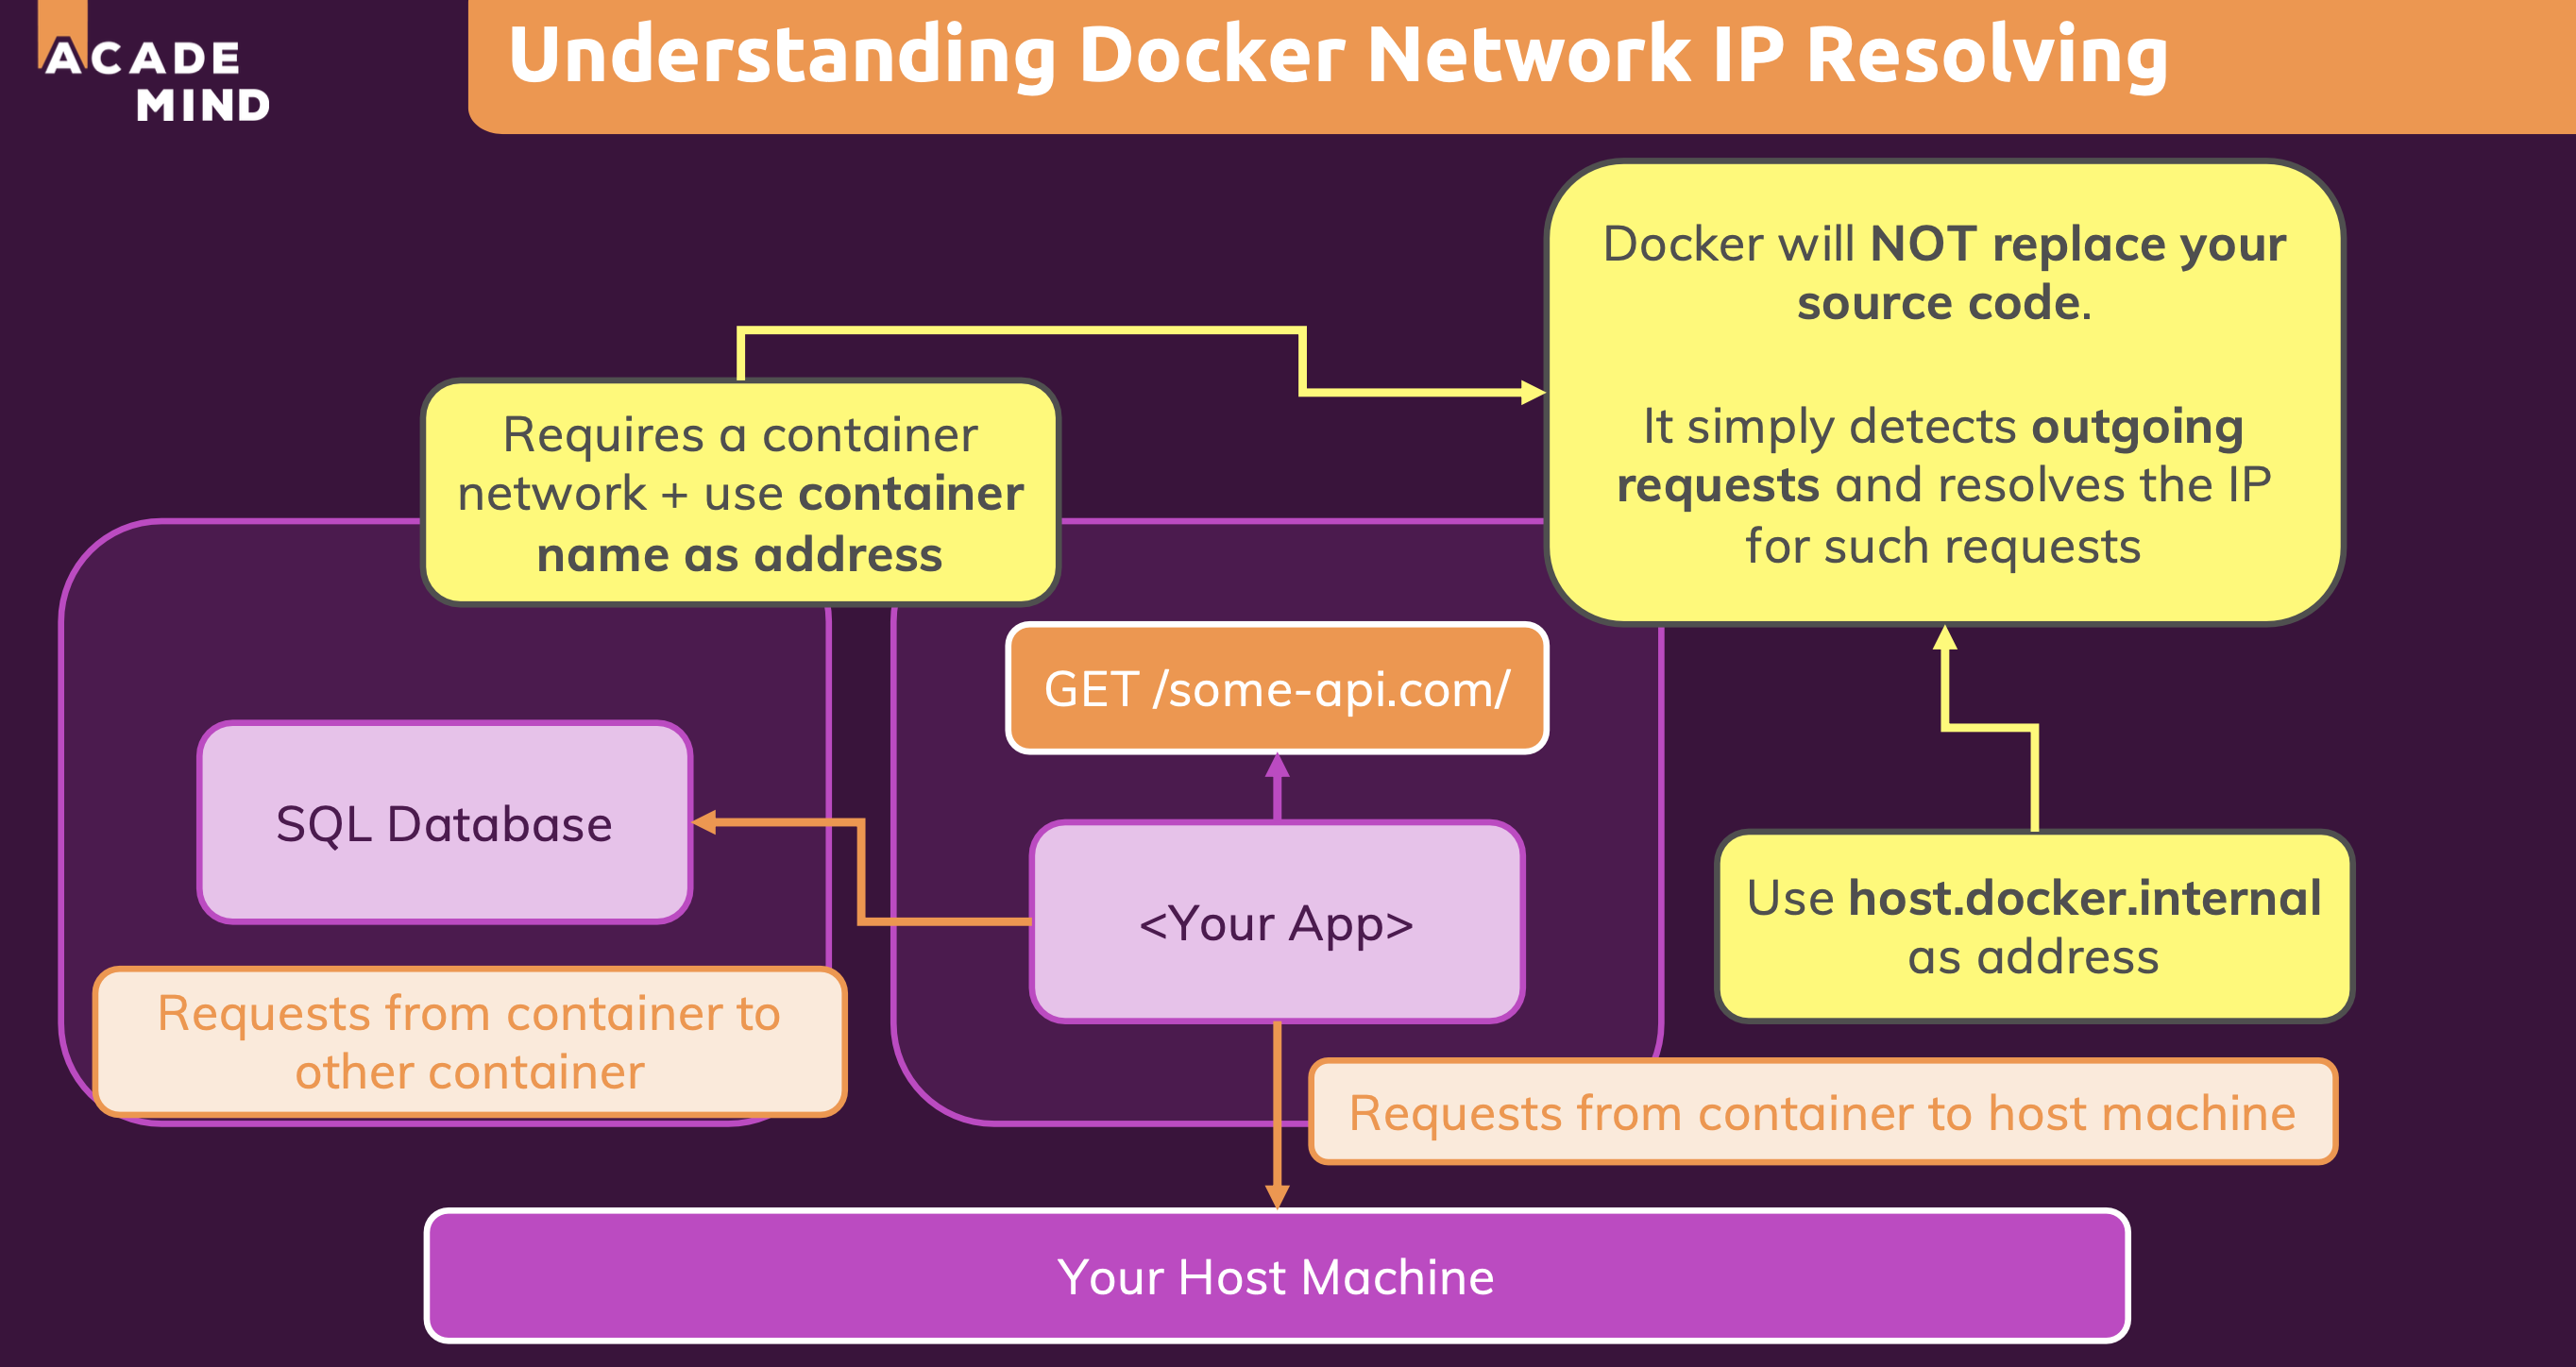 ACADE
MIND
Understanding Docker Network IP Resolving
Docker will NOT replace your
source code.
It simply detects outgoing
requests and resolves the IP
for such requests
Requires a container
network + use container
name as address
GET /some-api.com/
SQL Database
<Your App>
Use host.docker.internal
as address
Requests from container to
other container
Requests from container to host machine
Your Host Machine